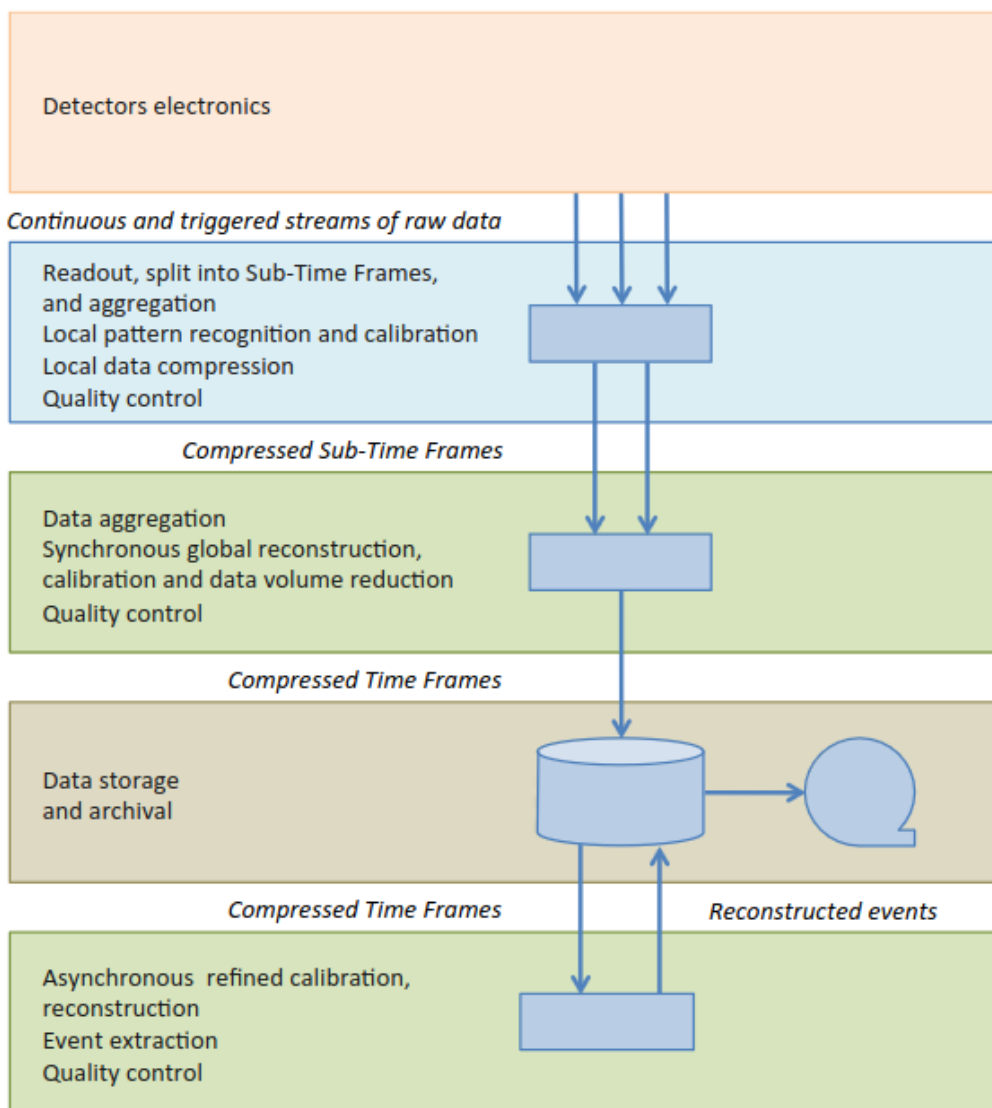 Detectors electronics
Continuous and triggered streams of raw data
Readout, split into Sub-Time Frames,
and aggregation
Local pattern recognition and calibration
Local data compression
Quality control
Compressed Sub-Time Frames
Data aggregation
Synchronous global reconstruction,
calibration and data volume reduction
Quality control
Compressed Time Frames
Data storage
and archival
Compressed Time Frames
Reconstructed events
Asynchronous refined calibration,
reconstruction
Event extraction
Quality control